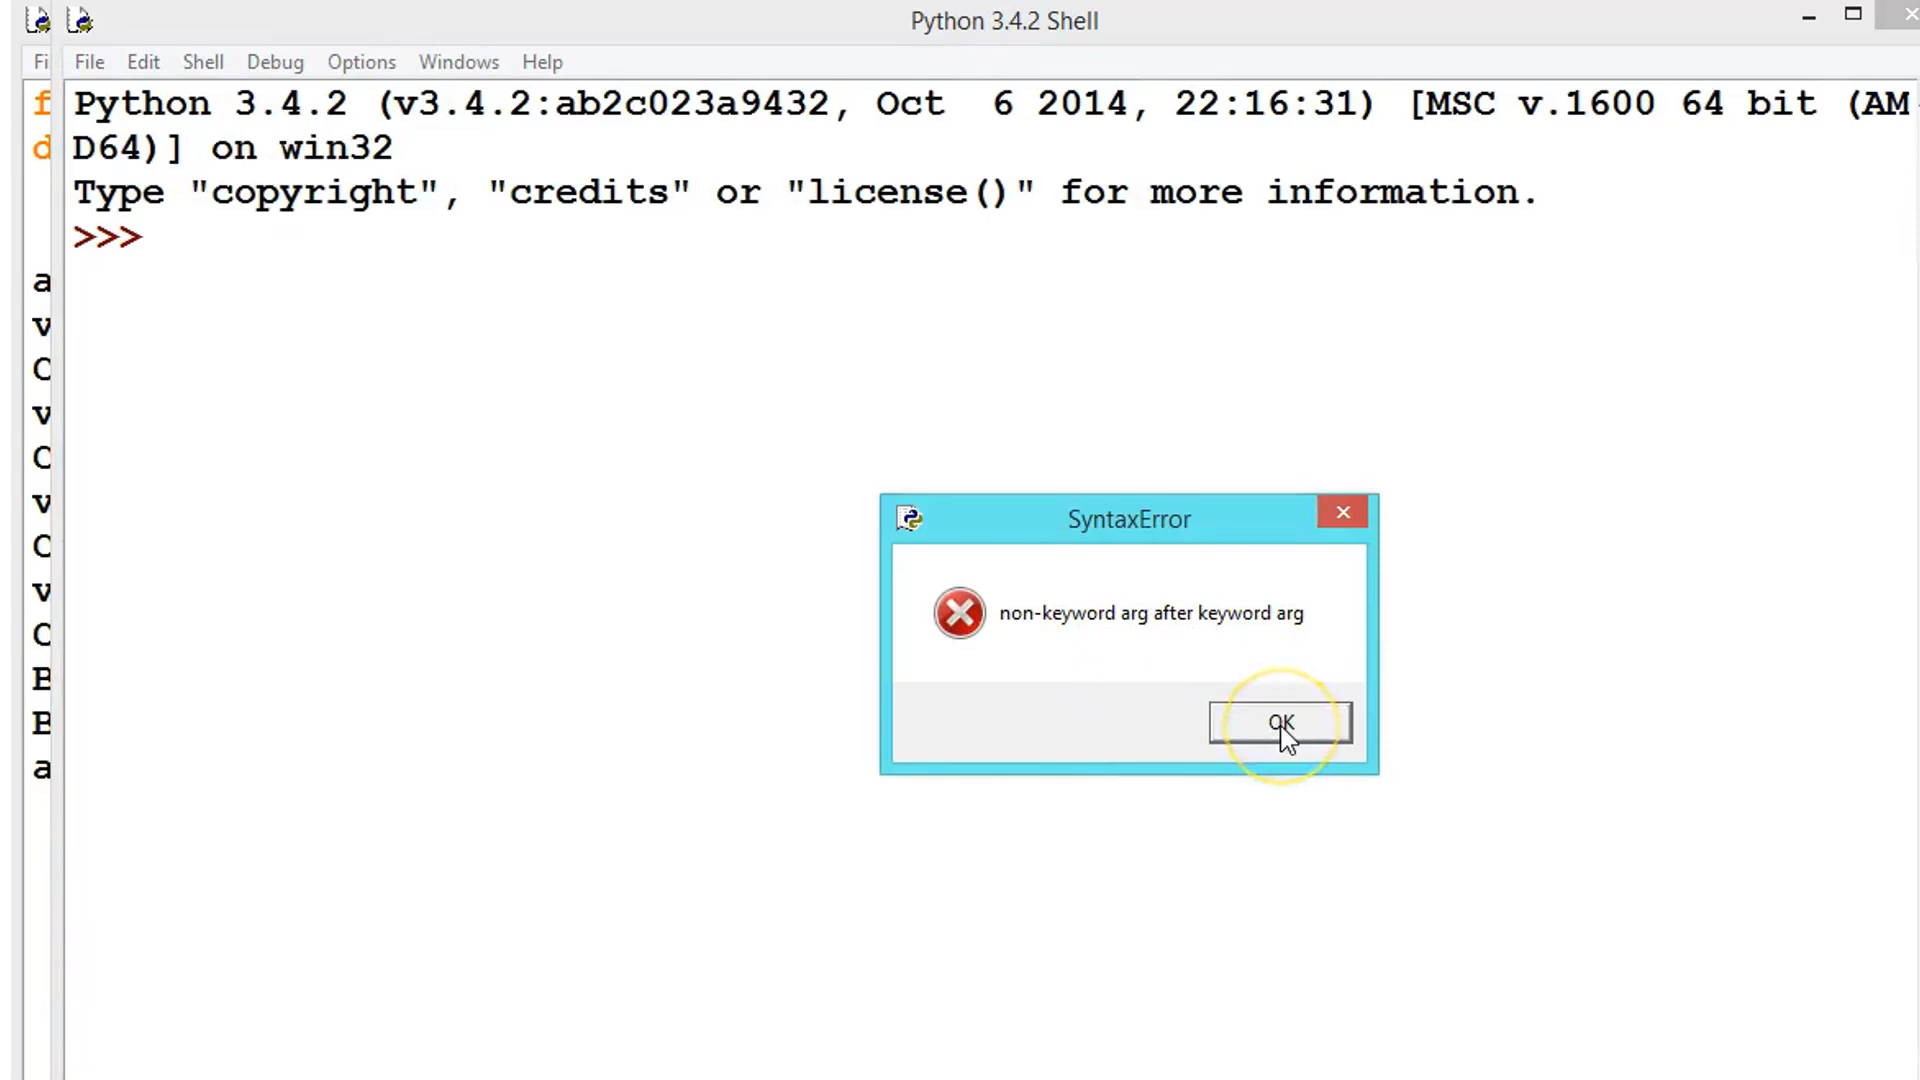 Python 3.4.2 Shell
Fi
File Edit Shell Debug Options Windows Help
f
d
a
v
C
v
C
v
C
v
C
B
B
a
Python 3.4.2 (v3.4.2:ab2c023a9432, Oct  6 2014, 22:16:31) [MSC v.1600 64 bit (AM
D64)] on win32
Type "copyright", "credits" or "license()" for more information.
>>>
SyntaxError
non-keyword arg after keyword arg
OK